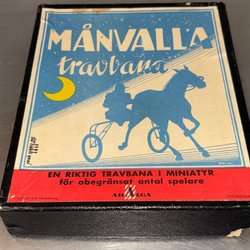 MÅNVALLA
travbana
EN RIKTIG TRAVBANA I MINIATYR
för obegränsat antal spelare